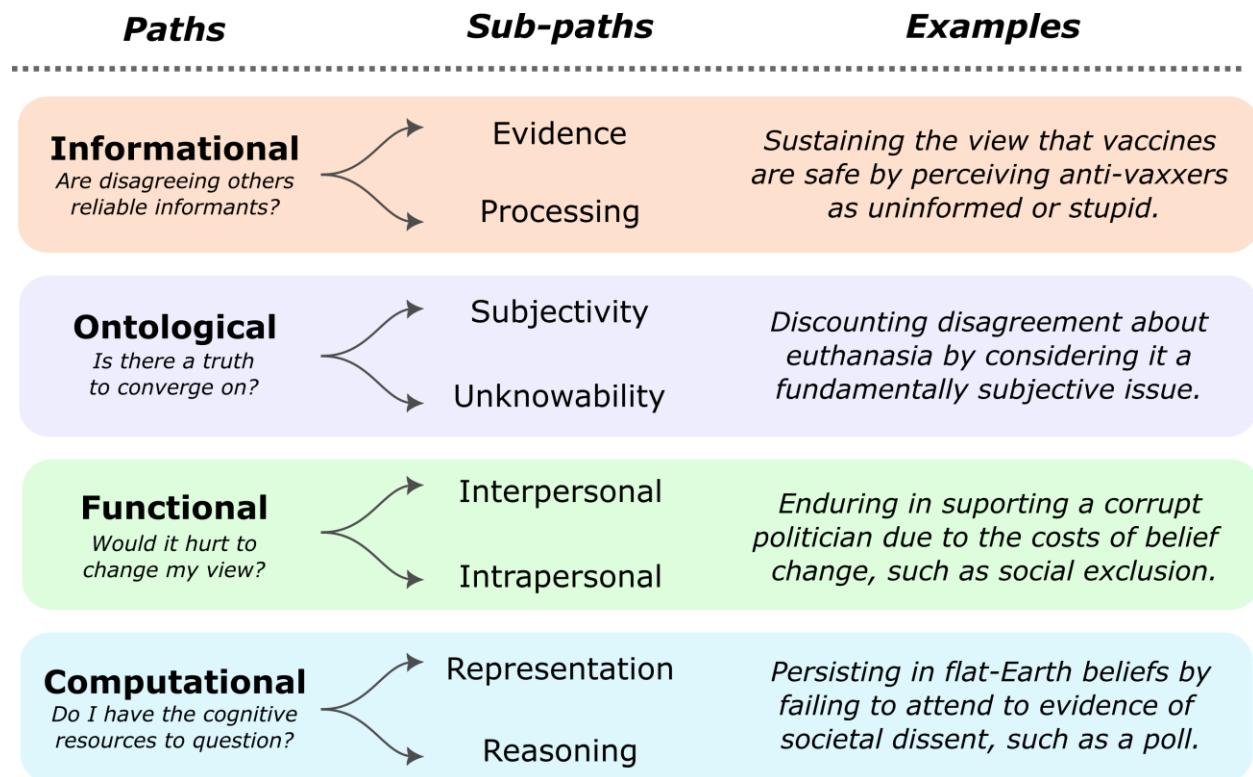 Paths Sub-paths Examples
Informational
Are disagreeing others
reliable informants?
Evidence
Processing
Sustaining the view that vaccines
are safe by perceiving anti-vaxxers
as uninformed or stupid.
Ontological
Is there a truth
to converge on?
Subjectivity
Unknowability
Discounting disagreement about
euthanasia by considering it a
fundamentally subjective issue.
Functional
Would it hurt to
change my view?
Interpersonal
Intrapersonal
Enduring in suporting a corrupt
politician due to the costs of belief
change, such as social exclusion.
Computational
Do I have the cognitive
resources to question?
Representation
Reasoning
Persisting in flat-Earth beliefs by
failing to attend to evidence of
societal dissent, such as a poll.